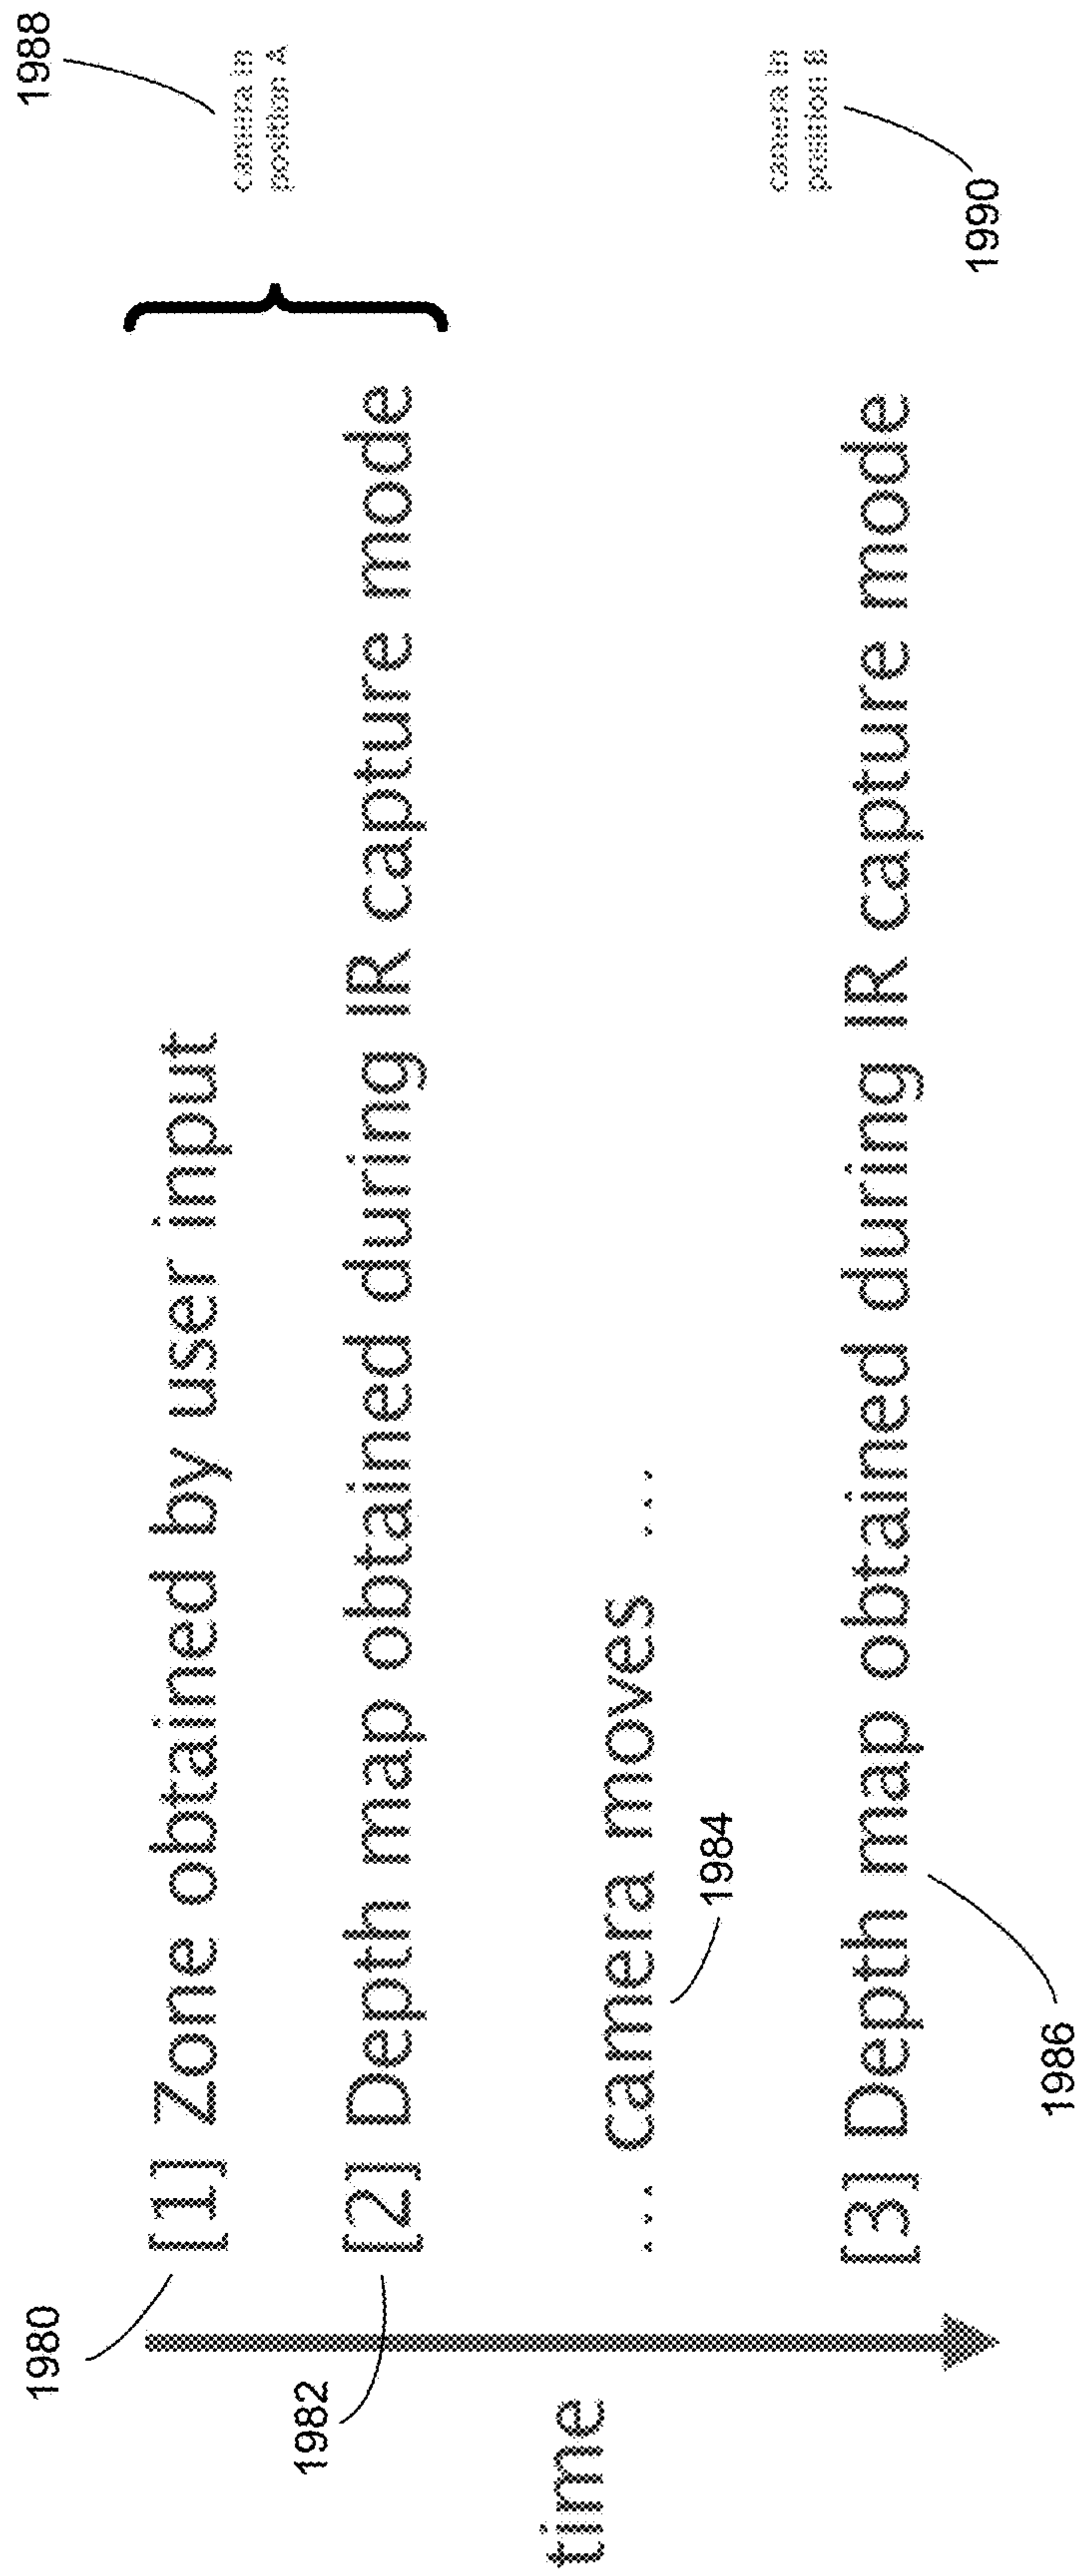 1980
[1] Zone obtained by user input
1988
camera in
position A
1982
[2] Depth map obtained during IR capture mode
time
... camera moves ...
1984
[3] Depth map obtained during IR capture mode
1986
camera in
position B
1990